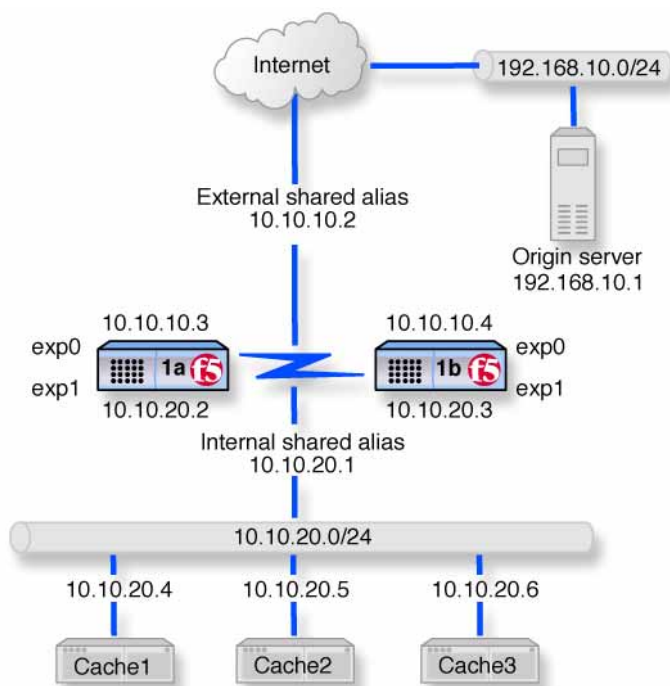 Internet
192.168.10.0/24
External shared alias
10.10.10.2
Origin server
192.168.10.1
10.10.10.3
10.10.10.4
exp0
1a
f5
1b
f5
exp0
exp1
exp1
10.10.20.2
10.10.20.3
Internal shared alias
10.10.20.1
10.10.20.0/24
10.10.20.4
10.10.20.5
10.10.20.6
Cache1
Cache2
Cache3